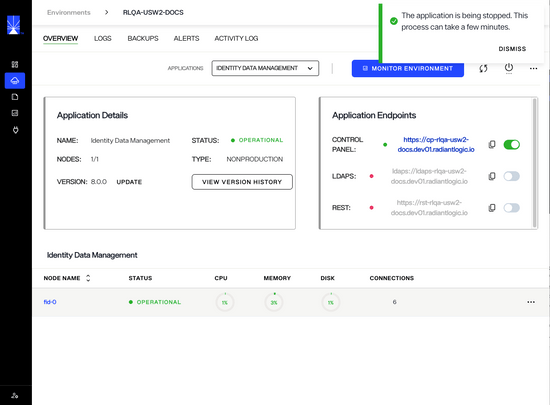 Environments > RLQA-USW2-DOCS
The application is being stopped. This
process can take a few minutes.
DISMISS
OVERVIEW LOGS BACKUPS ALERTS ACTIVITY LOG
APPLICATIONS IDENTITY DATA MANAGEMENT MONITOR ENVIRONMENT
Application Details
NAME: Identity Data Management STATUS: OPERATIONAL
NODES: 1/1 TYPE: NONPRODUCTION
VERSION: 8.0.0 UPDATE VIEW VERSION HISTORY
Application Endpoints
CONTROL PANEL: https://cp-rlqa-usw2-
docs.dev01.radiantlogic.io
LDAPS: ldaps://ldaps-rlqa-usw2-
docs.dev01.radiantlogic.io
REST: https://rst-rlqa-usw2-
docs.dev01.radiantlogic.io
Identity Data Management
NODE NAME STATUS CPU MEMORY DISK CONNECTIONS
fid-0 OPERATIONAL 1% 3% 1% 6